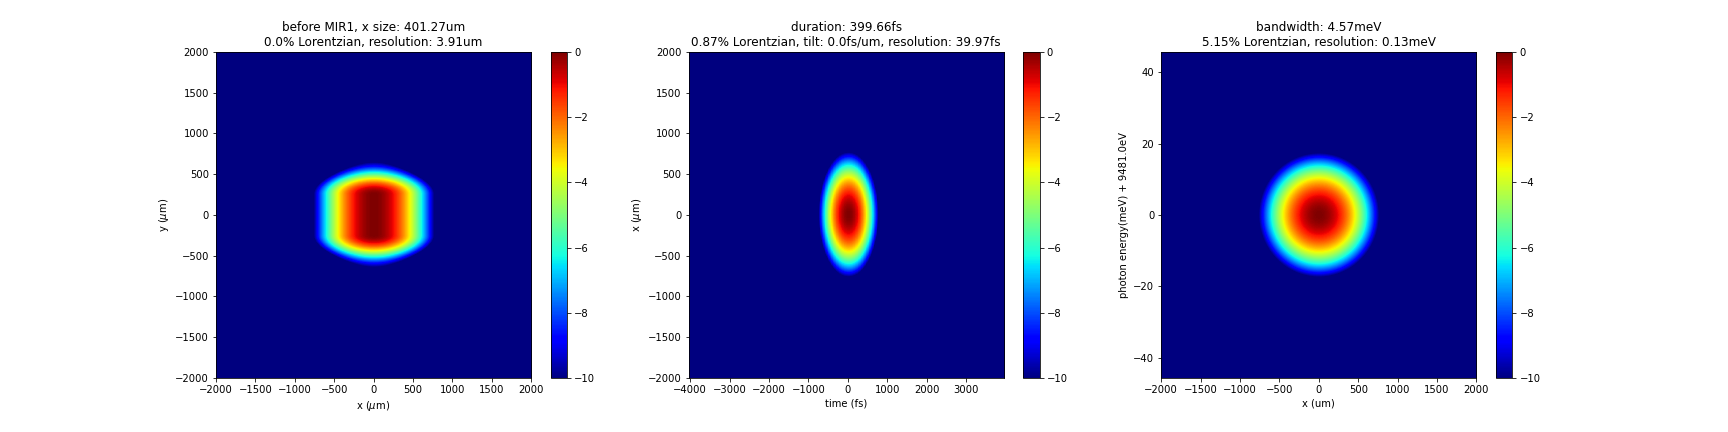 before MIR1, x size: 401.27um
0.0% Lorentzian, resolution: 3.91um
2000
1500
1000
500
0
−500
−1000
−1500
−2000
y (μm)
−2000 −1500 −1000 −500 0 500 1000 1500 2000
x (μm)
0
−2
−4
−6
−8
−10
duration: 399.66fs
0.87% Lorentzian, tilt: 0.0fs/um, resolution: 39.97fs
2000
1500
1000
500
0
−500
−1000
−1500
−2000
x (μm)
−4000 −3000 −2000 −1000 0 1000 2000 3000
time (fs)
0
−2
−4
−6
−8
−10
bandwidth: 4.57meV
5.15% Lorentzian, resolution: 0.13meV
40
20
0
−20
−40
photon energy(meV) + 9481.0eV
−2000 −1500 −1000 −500 0 500 1000 1500 2000
x (um)
0
−2
−4
−6
−8
−10